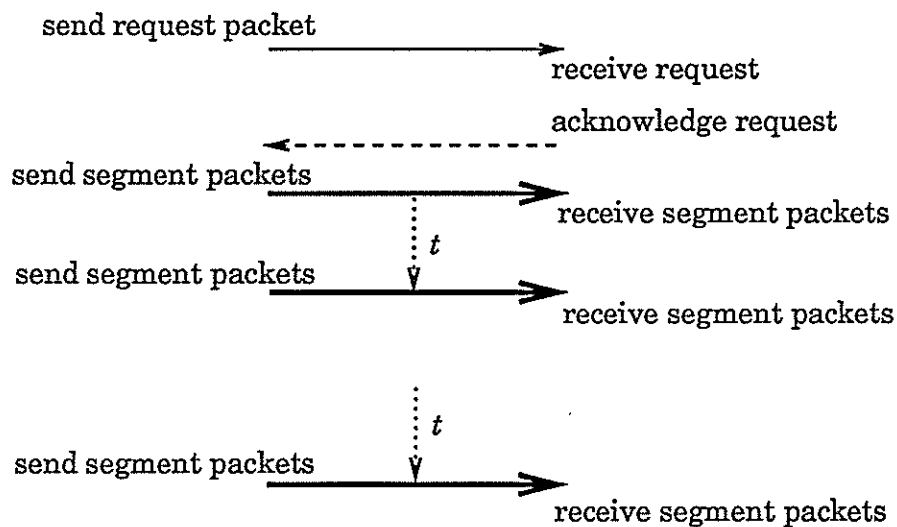 send request packet
receive request
acknowledge request
send segment packets
receive segment packets
t
send segment packets
receive segment packets
t
send segment packets
receive segment packets